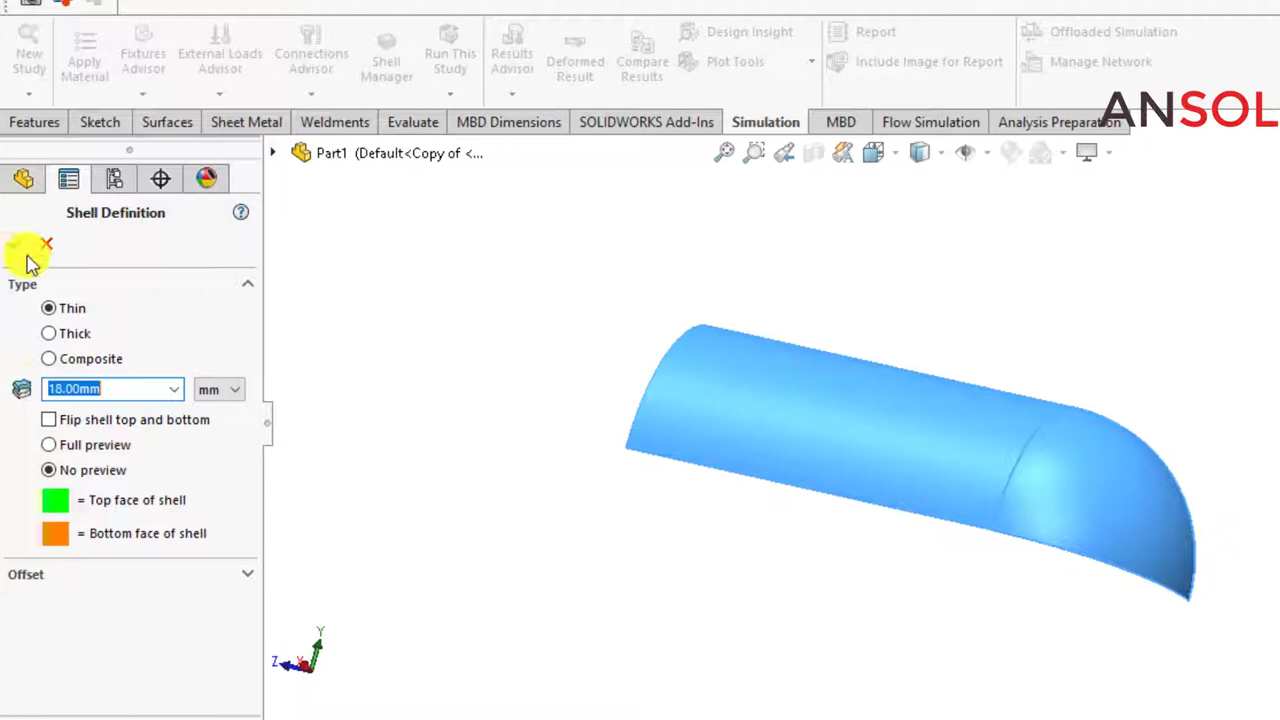 New Study
Apply Material
Fixtures Advisor
External Loads Advisor
Connections Advisor
Shell Manager
Run This Study
Results Advisor
Deformed Result
Compare Results
Design Insight
Plot Tools
Report
Include Image for Report
Offloaded Simulation
Manage Network
ANSOL
Features
Sketch
Surfaces
Sheet Metal
Weldments
Evaluate
MBD Dimensions
SOLIDWORKS Add-Ins
Simulation
MBD
Flow Simulation
Analysis Preparation
Part1 (Default<Copy of <...
Shell Definition
?
Type
Thin
Thick
Composite
18.00mm
mm
Flip shell top and bottom
Full preview
No preview
= Top face of shell
= Bottom face of shell
Offset
Y
Z
X